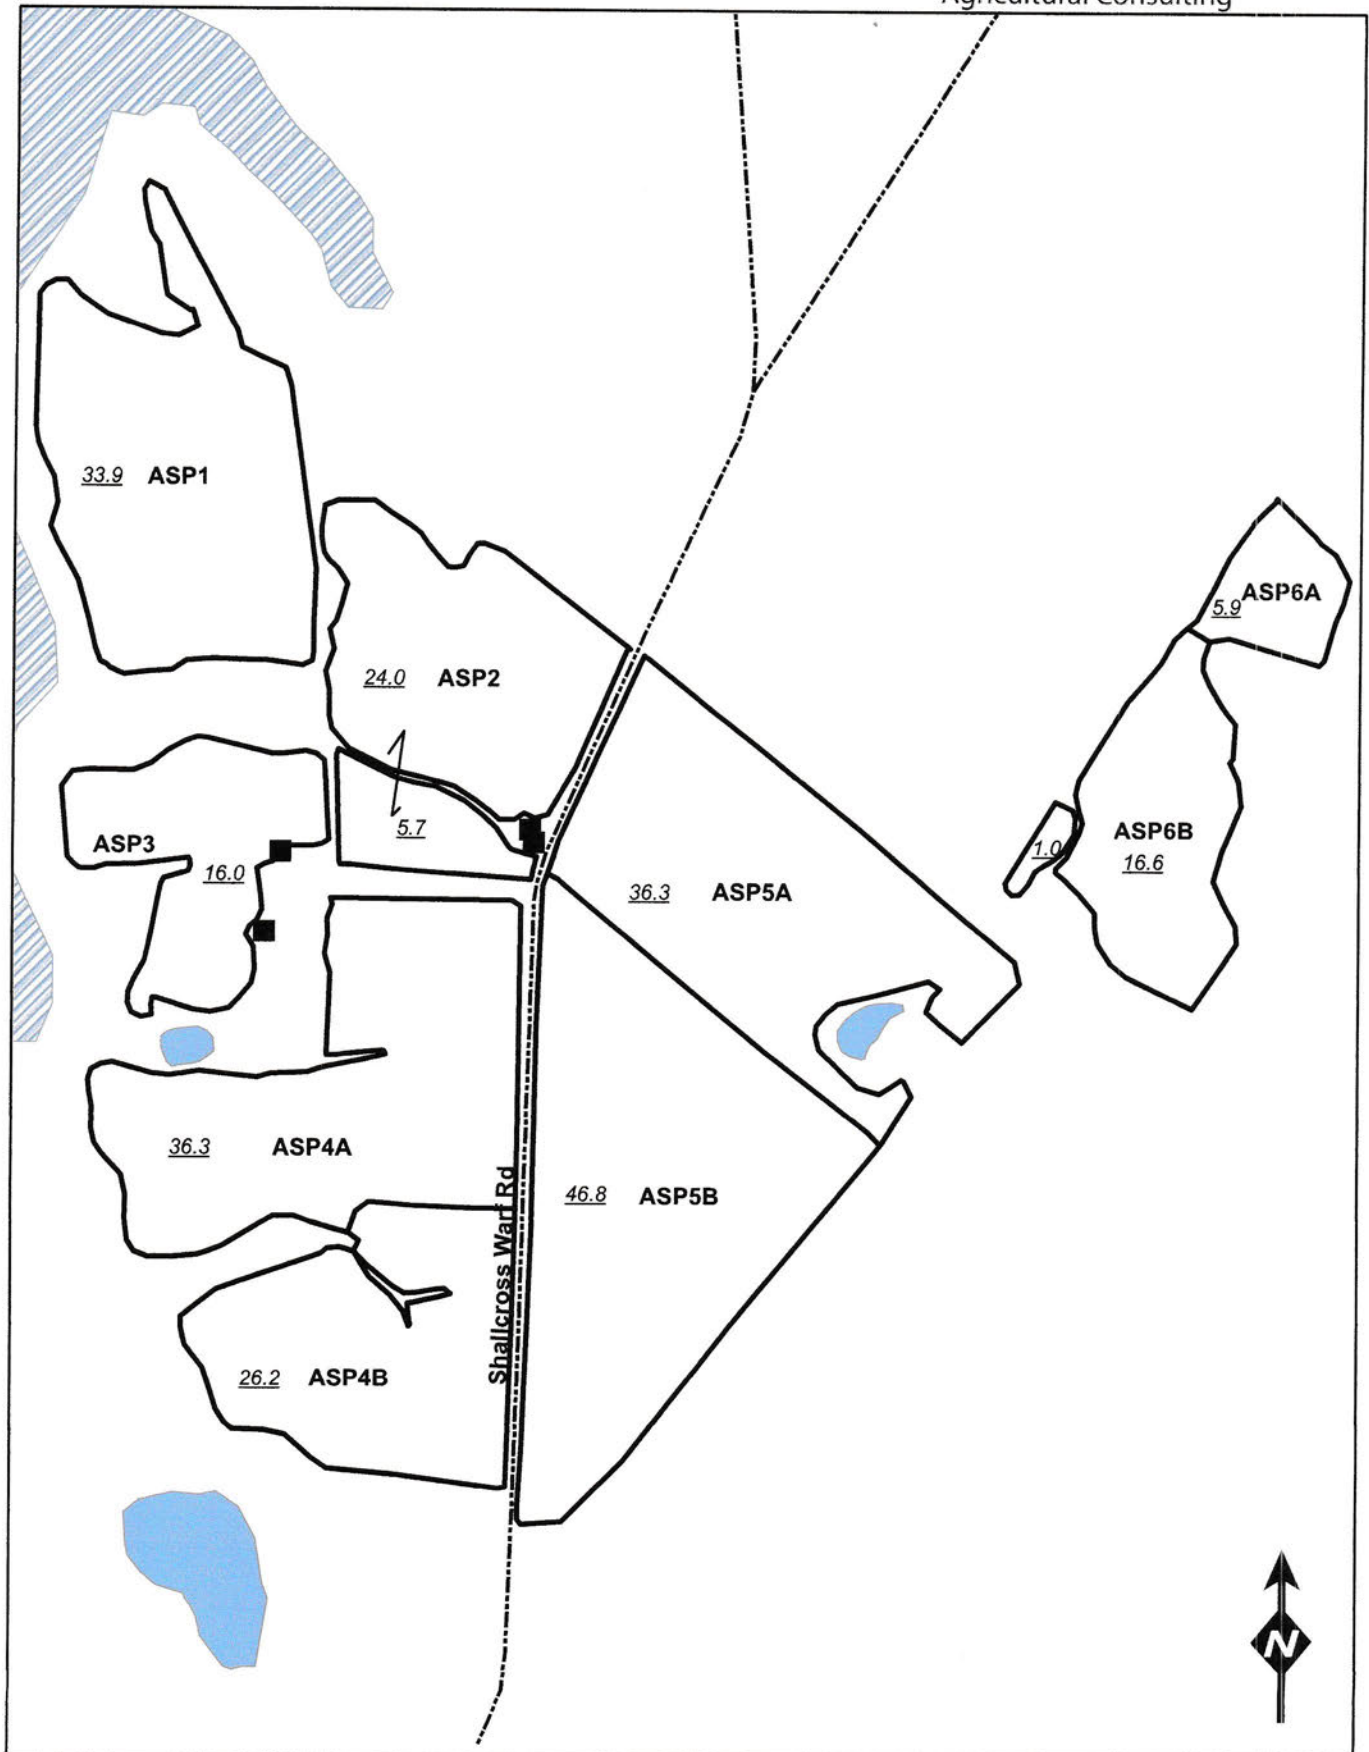 Agricultural Consulting
33.9 ASP1
ASP6A
5.9
24.0 ASP2
5.7
ASP3
16.0
ASP6B
1.0
16.6
36.3 ASP5A
36.3 ASP4A
46.8 ASP5B
Shallcross Warf Rd
26.2 ASP4B
N